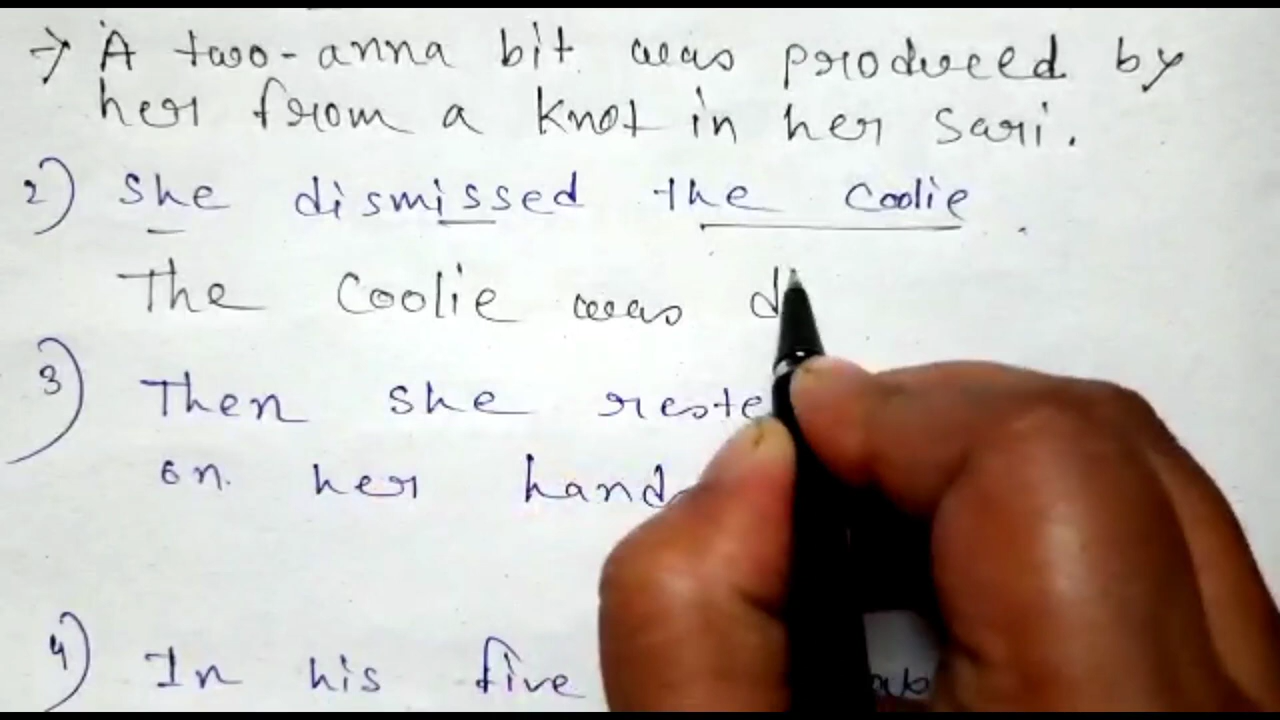 → A two-anna bit was produced by
her from a knot in her sari.
2) She dismissed the Coolie.
The Coolie was d
3) Then she reste
on her hand
4) In his five